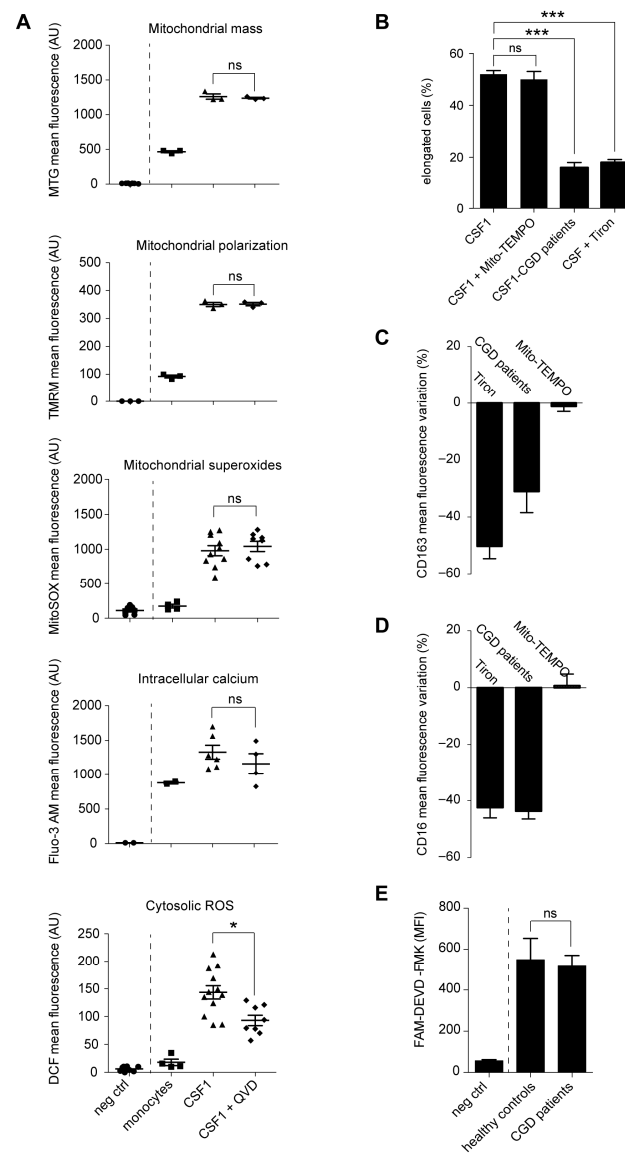 A
Mitochondrial mass
MTG mean fluorescence (AU)
2000
1500
1000
500
0
ns
Mitochondrial polarization
TMRM mean fluorescence (AU)
500
400
300
200
100
0
ns
Mitochondrial superoxides
MitoSOX mean fluorescence (AU)
2000
1500
1000
500
0
ns
Intracellular calcium
Fluo-3 AM mean fluorescence (AU)
2000
1500
1000
500
0
ns
Cytosolic ROS
DCF mean fluorescence (AU)
250
200
150
100
50
0
*
neg ctrl
monocytes
CSF1
CSF1 + QVD
B
elongated cells (%)
60
40
20
0
***
***
ns
CSF1
CSF1 + Mito-TEMPO
CSF1-CGD patients
CSF + Tiron
C
CD163 mean fluorescence variation (%)
20
0
−20
−40
−60
Tiron
CGD patients
Mito-TEMPO
D
CD16 mean fluorescence variation (%)
20
0
−20
−40
−60
Tiron
CGD patients
Mito-TEMPO
E
FAM-DEVD -FMK (MFI)
800
600
400
200
0
ns
neg ctrl
healthy controls
CGD patients